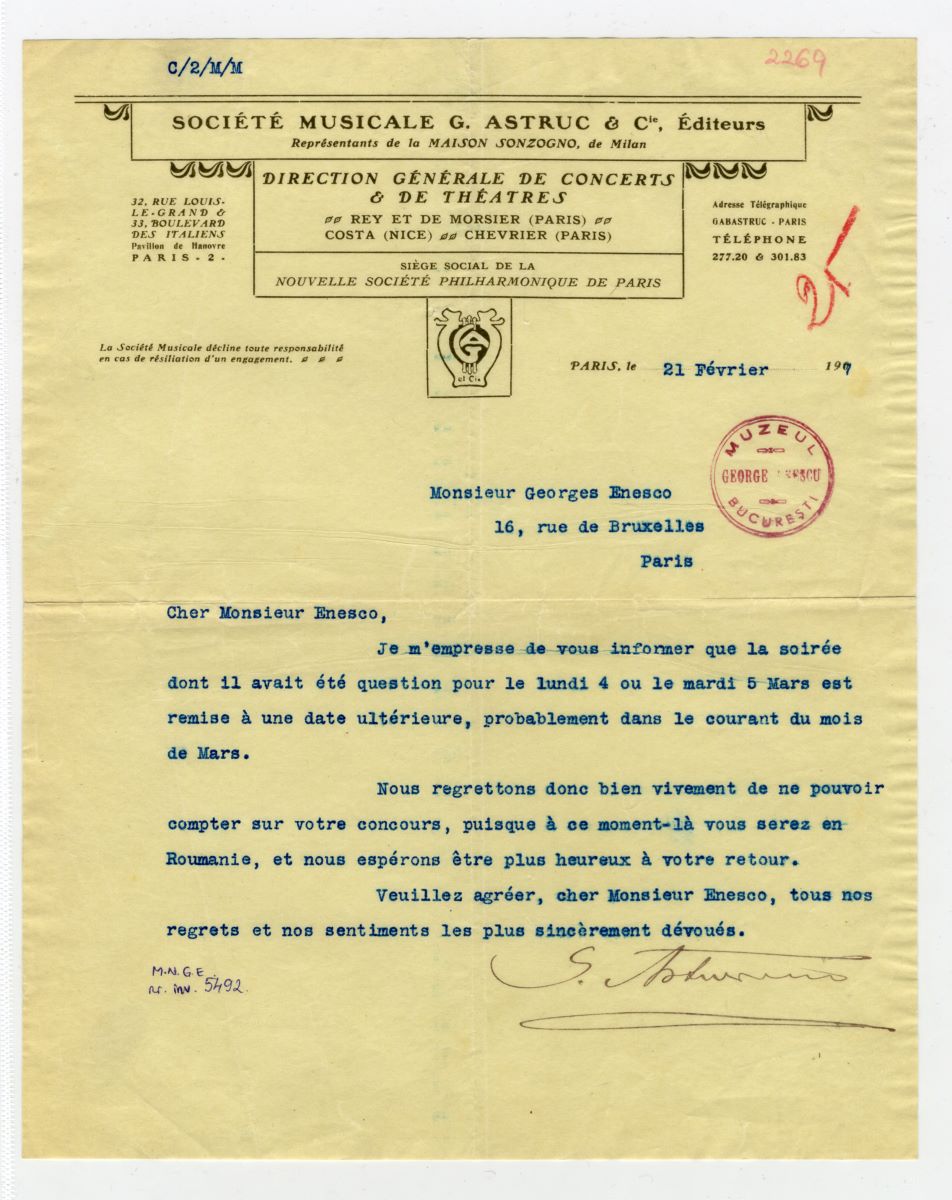 C/2/M/M
2269
SOCIÉTÉ MUSICALE G. ASTRUC & Cie, Éditeurs
Représentants de la MAISON SONZOGNO, de Milan
DIRECTION GÉNÉRALE DE CONCERTS
& DE THÉATRES
REY ET DE MORSIER (PARIS)
COSTA (NICE) CHEVRIER (PARIS)
SIÈGE SOCIAL DE LA
NOUVELLE SOCIÉTÉ PHILHARMONIQUE DE PARIS
32, RUE LOUIS-
LE-GRAND &
33, BOULEVARD
DES ITALIENS
Pavillon de Hanovre
PARIS - 2 -
Adresse Télégraphique
GABASTRUC - PARIS
TÉLÉPHONE
277.20 & 301.83
et Cie
La Société Musicale décline toute responsabilité
en cas de résiliation d'un engagement.
PARIS, le 21 Février 1907
MUZEUL
GEORGE ENESCU
BUCUREȘTI
Monsieur Georges Enesco
16, rue de Bruxelles
Paris
Cher Monsieur Enesco,
Je m'empresse de vous informer que la soirée
dont il avait été question pour le lundi 4 ou le mardi 5 Mars est
remise à une date ultérieure, probablement dans le courant du mois
de Mars.
Nous regrettons donc bien vivement de ne pouvoir
compter sur votre concours, puisque à ce moment-là vous serez en
Roumanie, et nous espérons être plus heureux à votre retour.
Veuillez agréer, cher Monsieur Enesco, tous nos
regrets et nos sentiments les plus sincèrement dévoués.
M.N.G.E.
nr. inv. 5492.